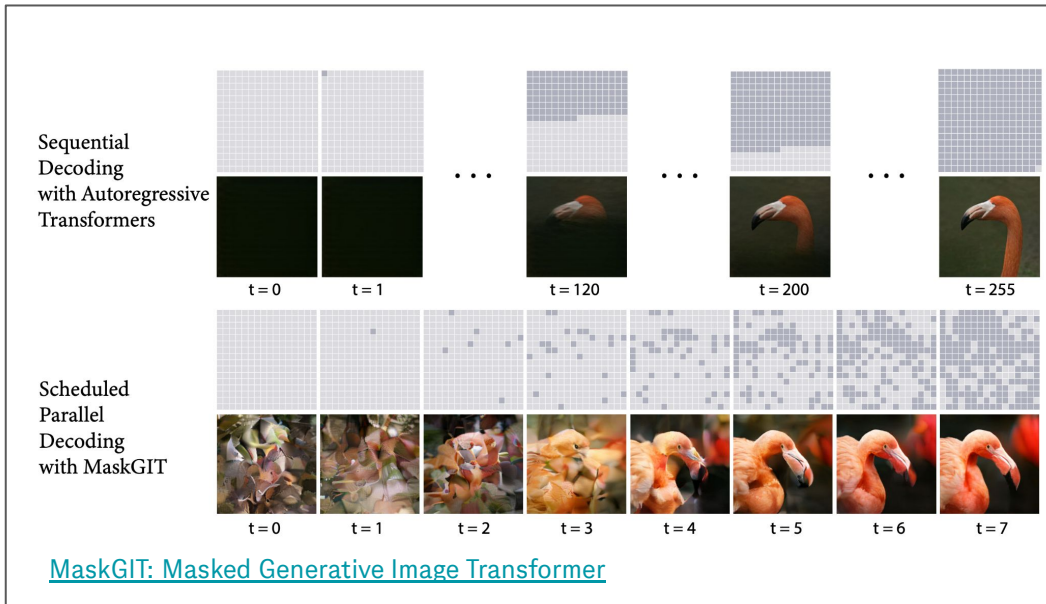 Sequential
Decoding
with Autoregressive
Transformers
...
...
...
t = 0
t = 1
t = 120
t = 200
t = 255
Scheduled
Parallel
Decoding
with MaskGIT
t = 0
t = 1
t = 2
t = 3
t = 4
t = 5
t = 6
t = 7
MaskGIT: Masked Generative Image Transformer